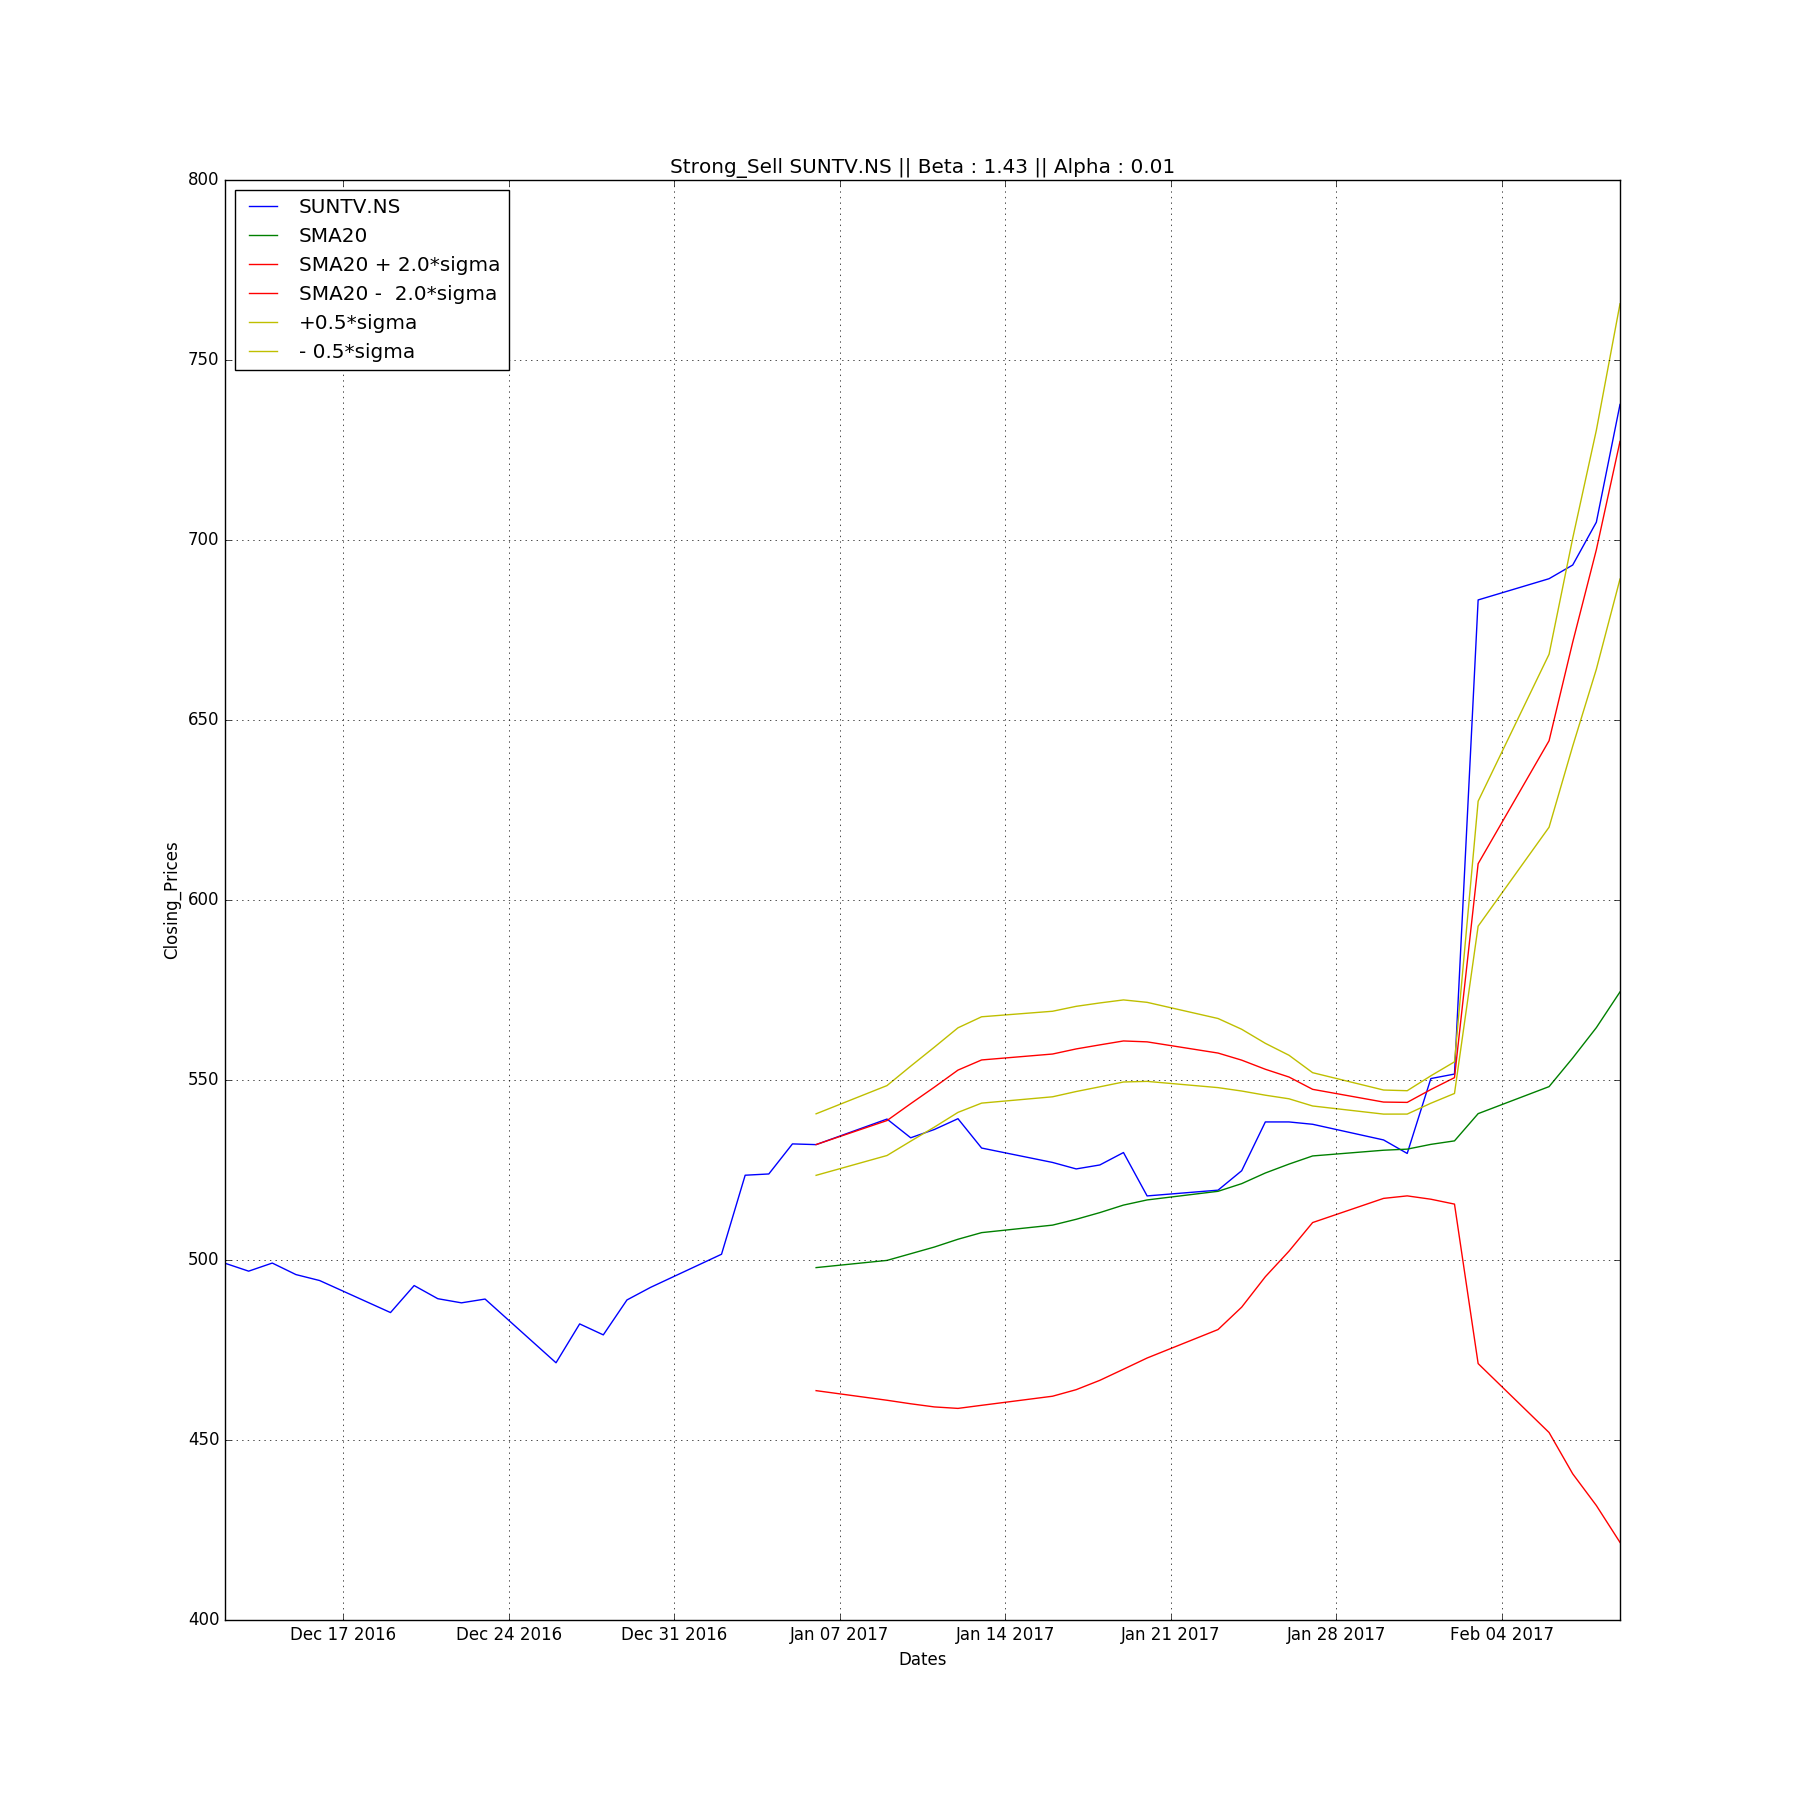 Strong_Sell SUNTV.NS || Beta : 1.43 || Alpha : 0.01
800
750
700
650
600
550
500
450
400
SUNTV.NS
SMA20
SMA20 + 2.0*sigma
SMA20 -  2.0*sigma
+0.5*sigma
- 0.5*sigma
Closing_Prices
Dec 17 2016
Dec 24 2016
Dec 31 2016
Jan 07 2017
Jan 14 2017
Jan 21 2017
Jan 28 2017
Feb 04 2017
Dates